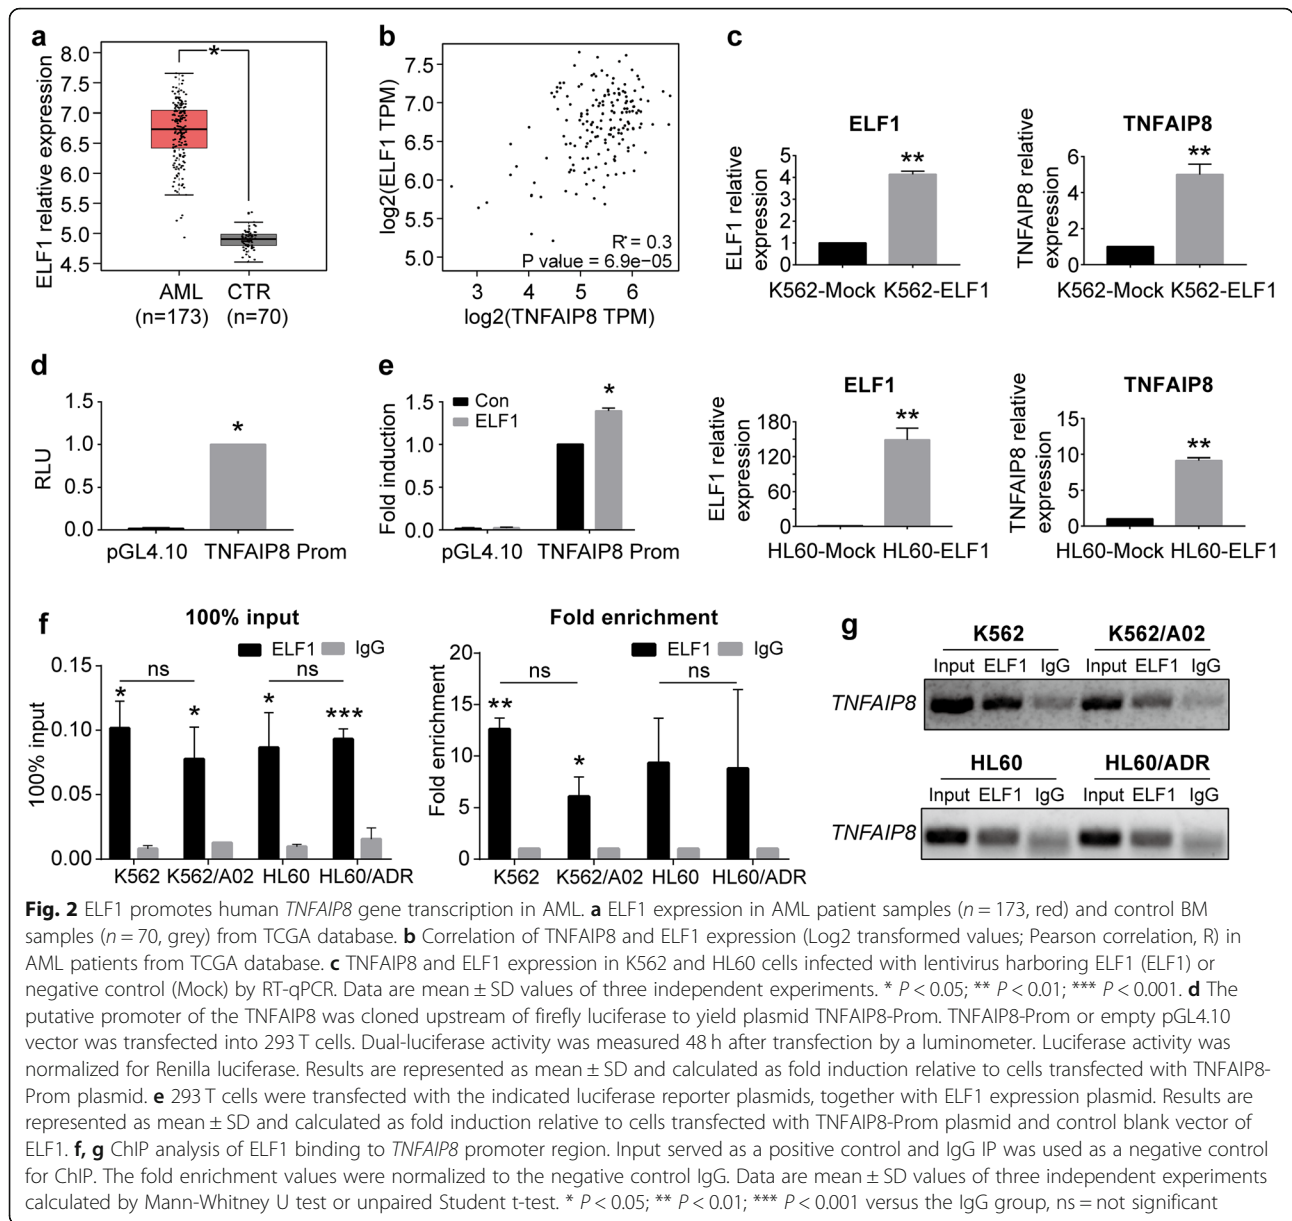 a
ELF1 relative expression
8.0
7.5
7.0
6.5
6.0
5.5
5.0
4.5
*
AML
(n=173)
CTR
(n=70)
b
log2(ELF1 TPM)
7.5
7.0
6.5
6.0
5.5
5.0
R = 0.3
P value = 6.9e−05
3 4 5 6
log2(TNFAIP8 TPM)
c
ELF1
ELF1 relative
expression
5
4
3
2
1
0
**
K562-Mock K562-ELF1
TNFAIP8
TNFAIP8 relative
expression
6
4
2
0
**
K562-Mock K562-ELF1
ELF1
ELF1 relative
expression
180
150
120
90
60
30
0
**
HL60-Mock HL60-ELF1
TNFAIP8
TNFAIP8 relative
expression
15
10
5
0
**
HL60-Mock HL60-ELF1
d
RLU
1.5
1.0
0.5
0.0
*
pGL4.10 TNFAIP8 Prom
e
Fold induction
1.5
1.0
0.5
0.0
Con
ELF1
*
pGL4.10 TNFAIP8 Prom
f
100% input
ELF1 IgG
100% input
0.15
0.10
0.05
0.00
ns ns
* * * ***
K562 K562/A02 HL60 HL60/ADR
Fold enrichment
ELF1 IgG
Fold enrichment
20
15
10
5
0
ns ns
** *
K562 K562/A02 HL60 HL60/ADR
g
K562 K562/A02
Input ELF1 IgG Input ELF1 IgG
TNFAIP8
HL60 HL60/ADR
Input ELF1 IgG Input ELF1 IgG
TNFAIP8
Fig. 2 ELF1 promotes human TNFAIP8 gene transcription in AML. a ELF1 expression in AML patient samples (n = 173, red) and control BM
samples (n = 70, grey) from TCGA database. b Correlation of TNFAIP8 and ELF1 expression (Log2 transformed values; Pearson correlation, R) in
AML patients from TCGA database. c TNFAIP8 and ELF1 expression in K562 and HL60 cells infected with lentivirus harboring ELF1 (ELF1) or
negative control (Mock) by RT-qPCR. Data are mean ± SD values of three independent experiments. * P < 0.05; ** P < 0.01; *** P < 0.001. d The
putative promoter of the TNFAIP8 was cloned upstream of firefly luciferase to yield plasmid TNFAIP8-Prom. TNFAIP8-Prom or empty pGL4.10
vector was transfected into 293 T cells. Dual-luciferase activity was measured 48 h after transfection by a luminometer. Luciferase activity was
normalized for Renilla luciferase. Results are represented as mean ± SD and calculated as fold induction relative to cells transfected with TNFAIP8-
Prom plasmid. e 293 T cells were transfected with the indicated luciferase reporter plasmids, together with ELF1 expression plasmid. Results are
represented as mean ± SD and calculated as fold induction relative to cells transfected with TNFAIP8-Prom plasmid and control blank vector of
ELF1. f, g ChIP analysis of ELF1 binding to TNFAIP8 promoter region. Input served as a positive control and IgG IP was used as a negative control
for ChIP. The fold enrichment values were normalized to the negative control IgG. Data are mean ± SD values of three independent experiments
calculated by Mann-Whitney U test or unpaired Student t-test. * P < 0.05; ** P < 0.01; *** P < 0.001 versus the IgG group, ns = not significant